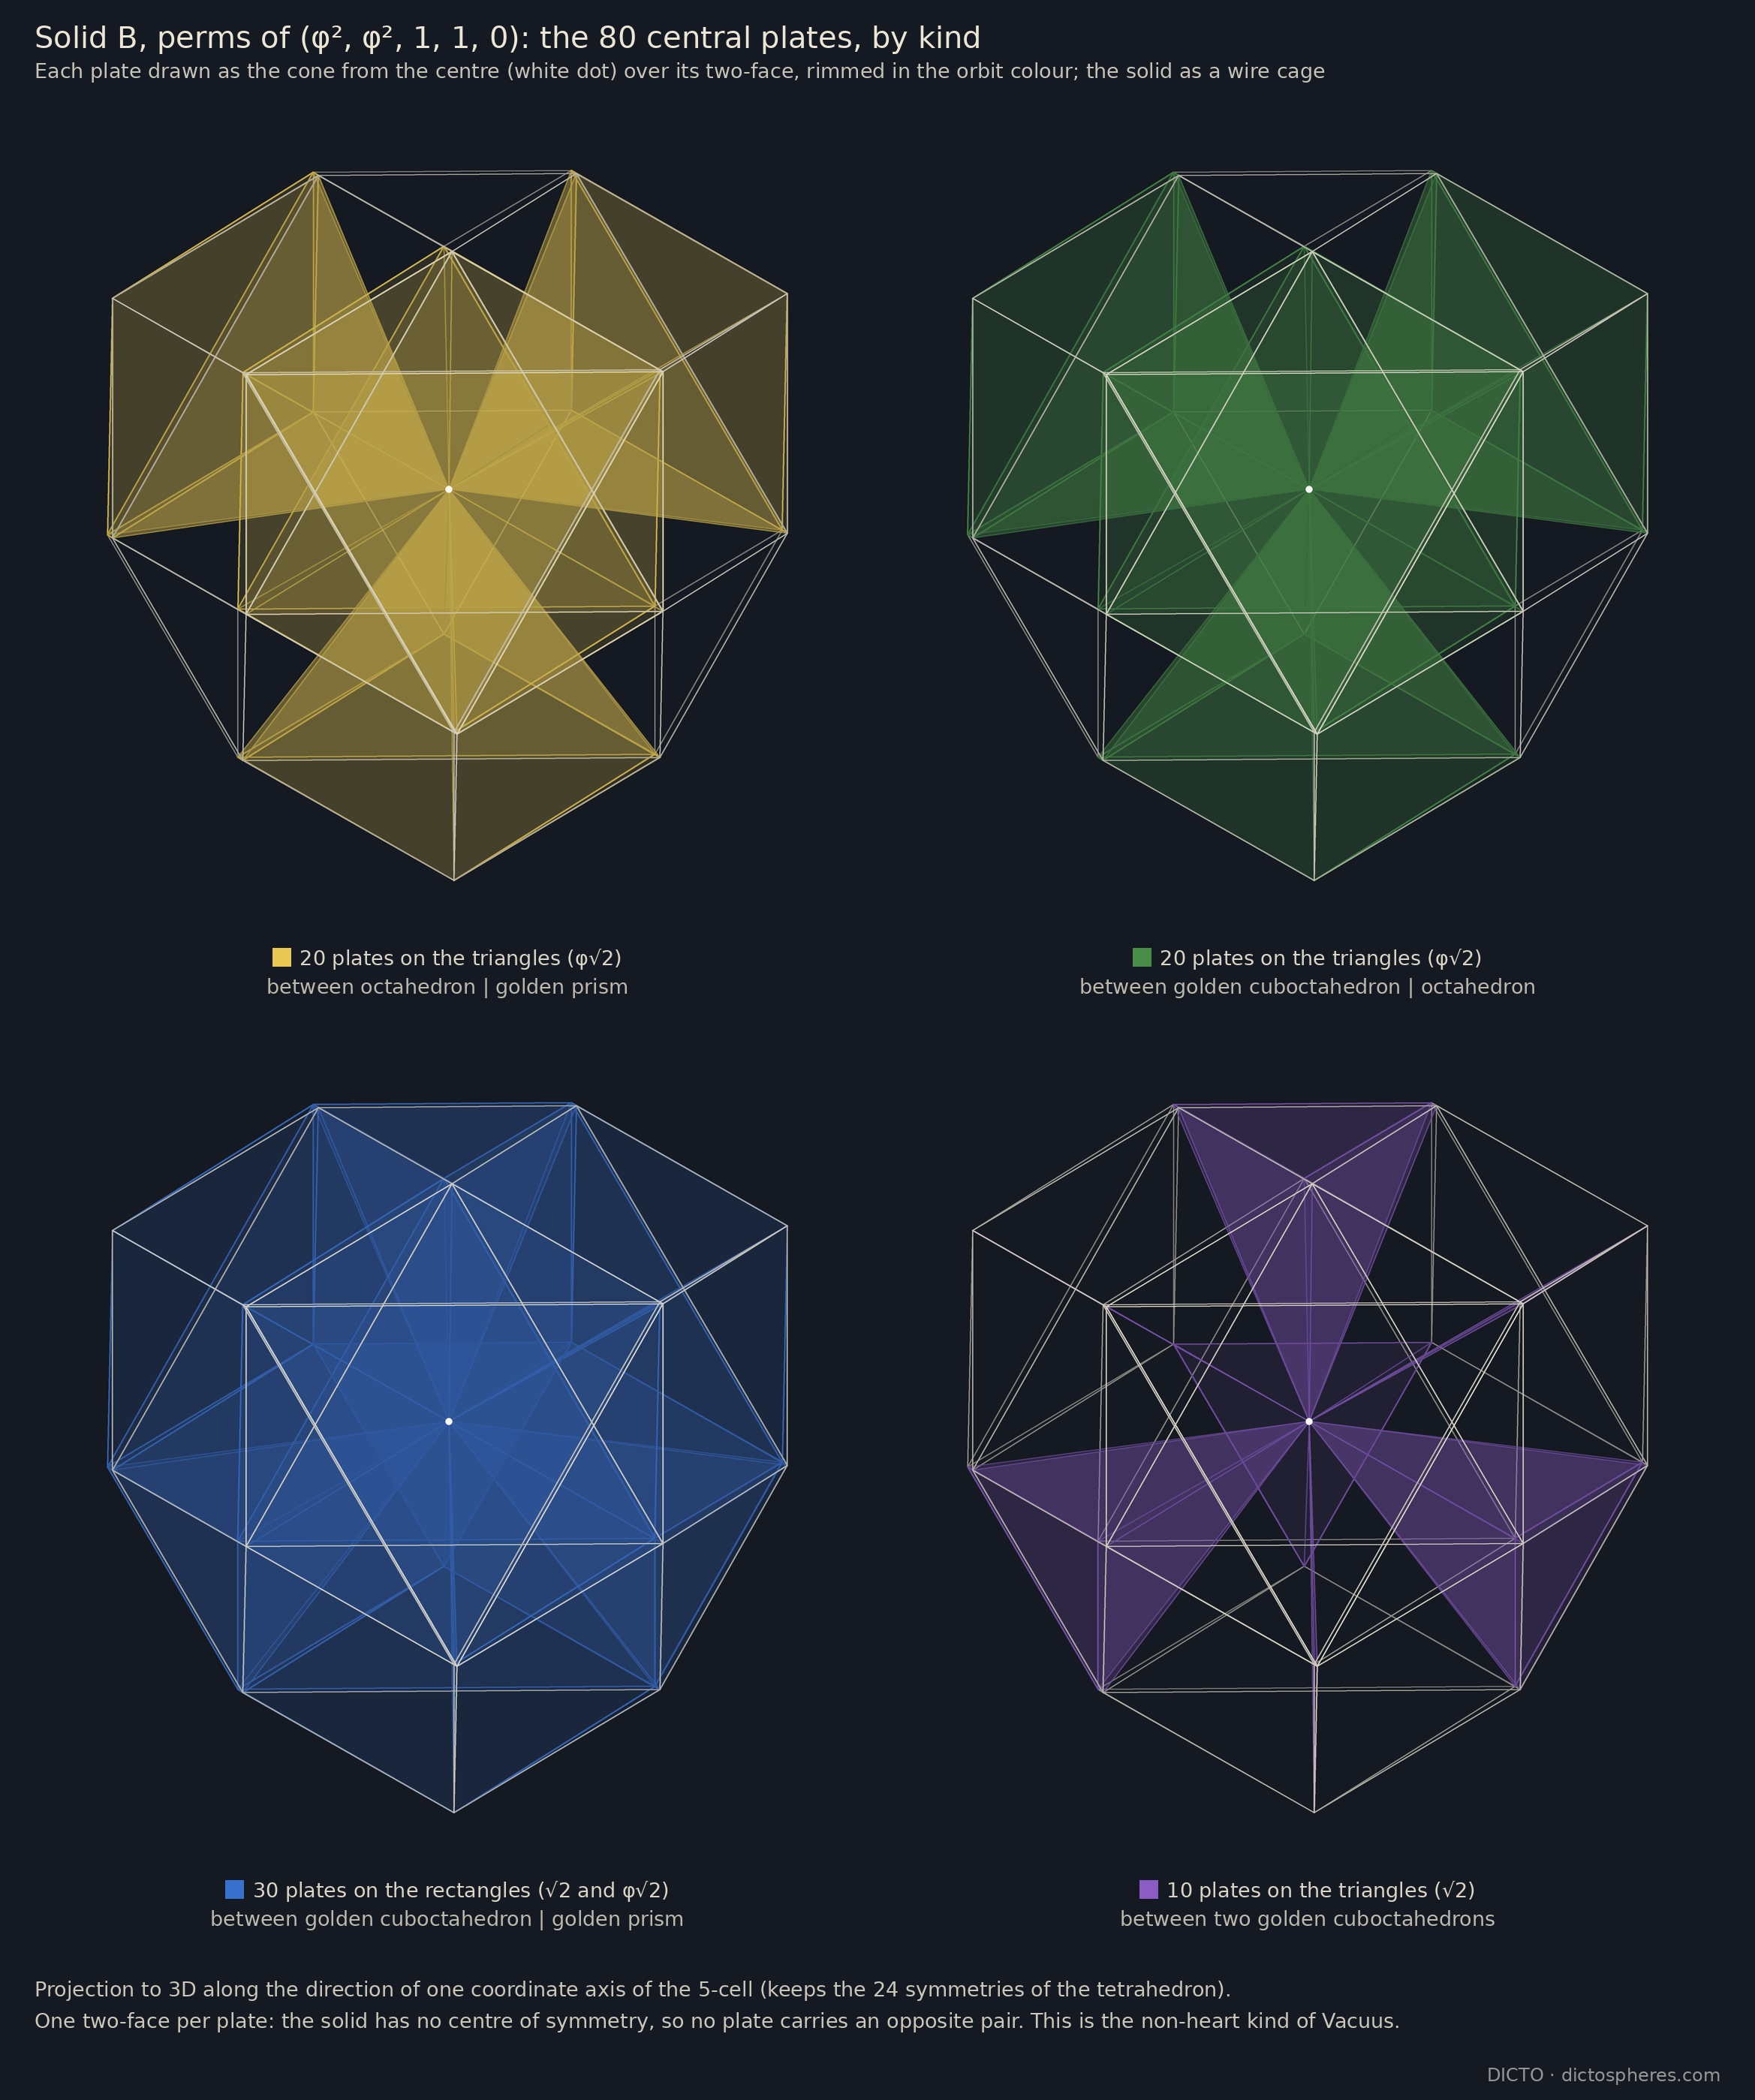 Solid B, perms of (φ², φ², 1, 1, 0): the 80 central plates, by kind
Each plate drawn as the cone from the centre (white dot) over its two-face, rimmed in the orbit colour; the solid as a wire cage
20 plates on the triangles (φ√2)
between octahedron | golden prism
20 plates on the triangles (φ√2)
between golden cuboctahedron | octahedron
30 plates on the rectangles (√2 and φ√2)
between golden cuboctahedron | golden prism
10 plates on the triangles (√2)
between two golden cuboctahedrons
Projection to 3D along the direction of one coordinate axis of the 5-cell (keeps the 24 symmetries of the tetrahedron).
One two-face per plate: the solid has no centre of symmetry, so no plate carries an opposite pair. This is the non-heart kind of Vacuus.
DICTO · dictospheres.com